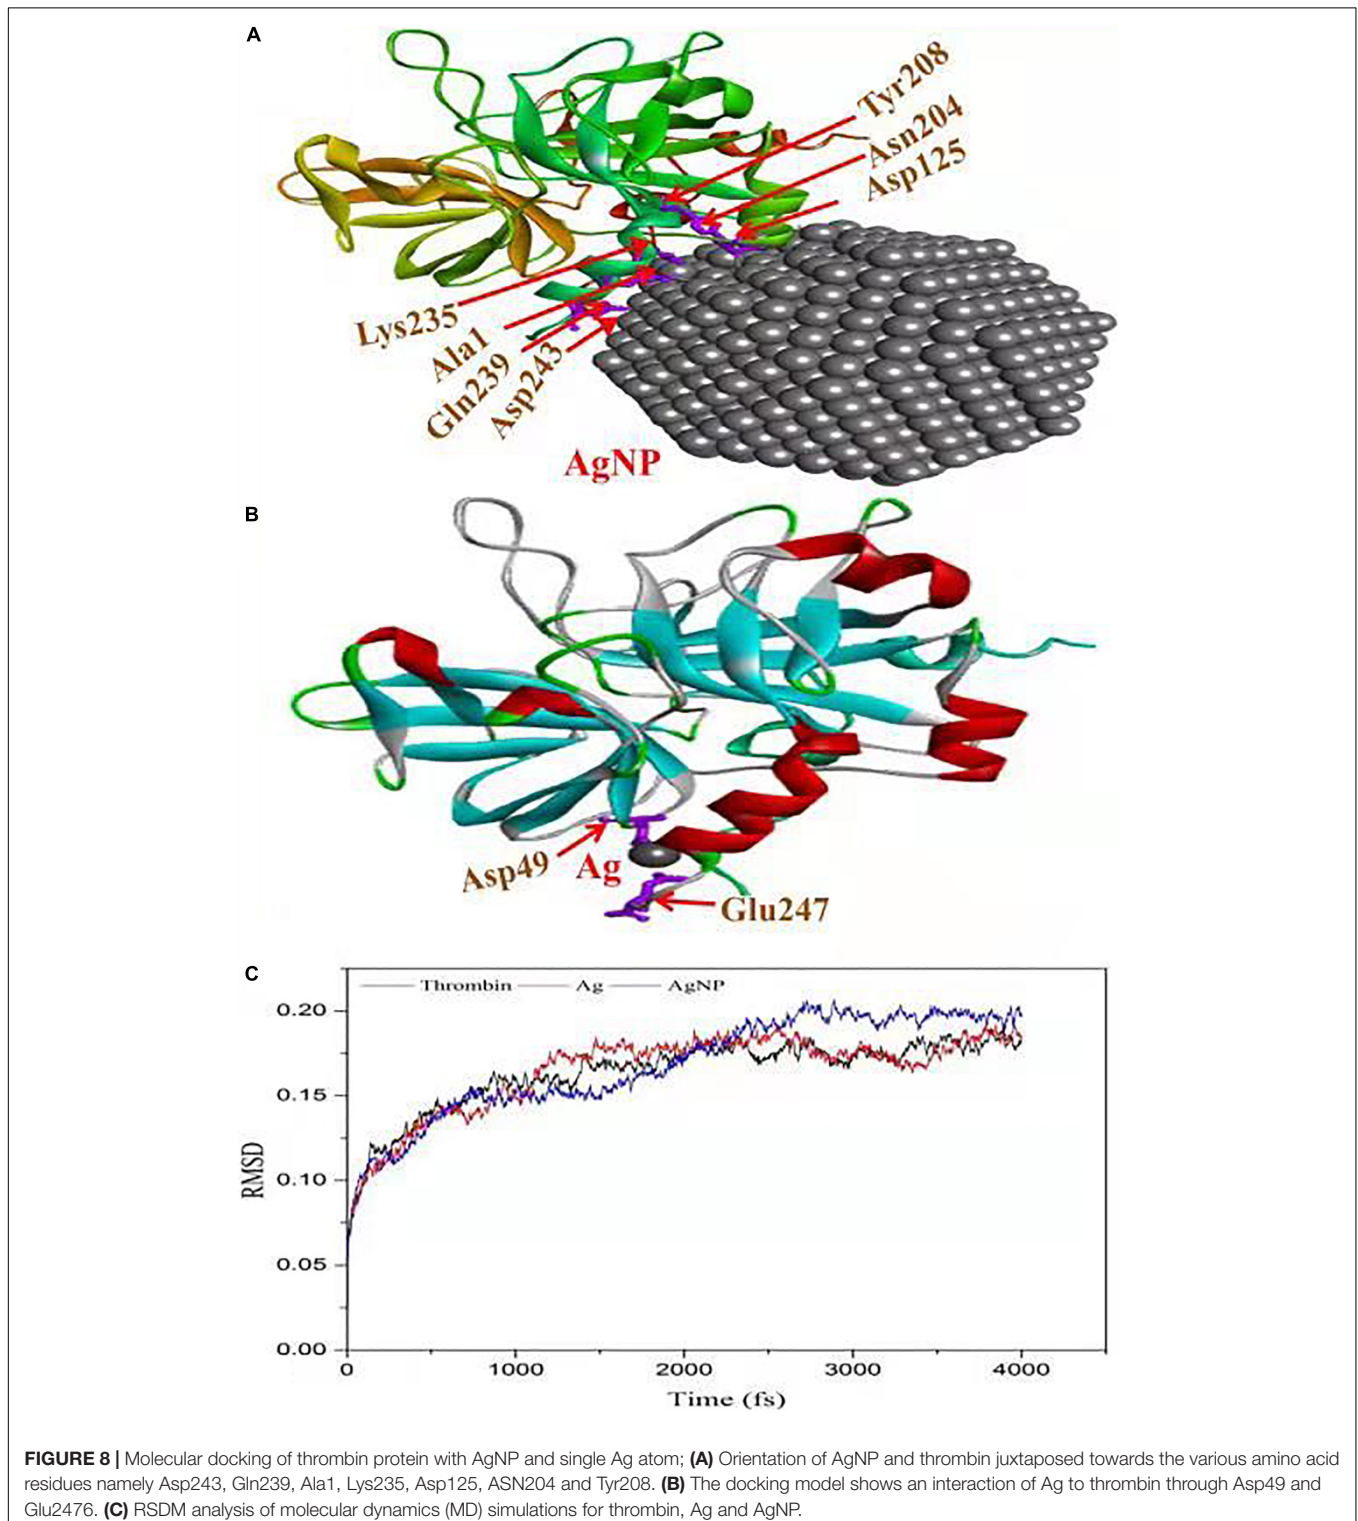 A
Tyr208
Asn204
Asp125
Lys235
Ala1
Gln239
Asp243
AgNP
B
Asp49
Ag
Glu247
C
Thrombin Ag AgNP
0.20
0.15
0.10
0.05
0.00
RMSD
0 1000 2000 3000 4000
Time (fs)
FIGURE 8 | Molecular docking of thrombin protein with AgNP and single Ag atom; (A) Orientation of AgNP and thrombin juxtaposed towards the various amino acid
residues namely Asp243, Gln239, Ala1, Lys235, Asp125, ASN204 and Tyr208. (B) The docking model shows an interaction of Ag to thrombin through Asp49 and
Glu2476. (C) RSDM analysis of molecular dynamics (MD) simulations for thrombin, Ag and AgNP.